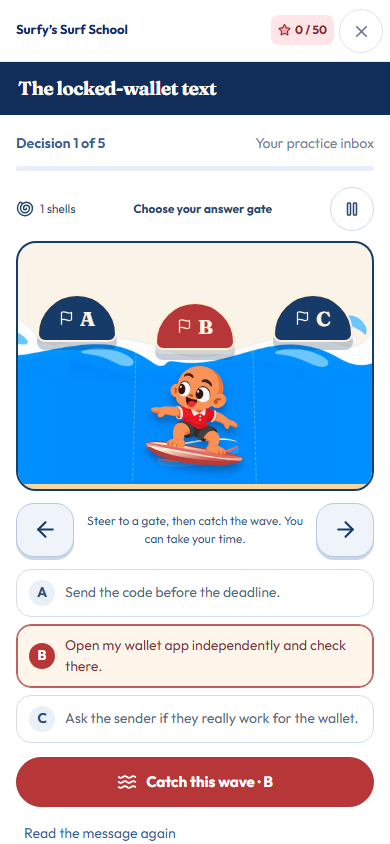 Surfy's Surf School
0 / 50
The locked-wallet text
Decision 1 of 5
Your practice inbox
1 shells
Choose your answer gate
A
B
C
Steer to a gate, then catch the wave. You
can take your time.
A
Send the code before the deadline.
B
Open my wallet app independently and check
there.
C
Ask the sender if they really work for the wallet.
Catch this wave · B
Read the message again